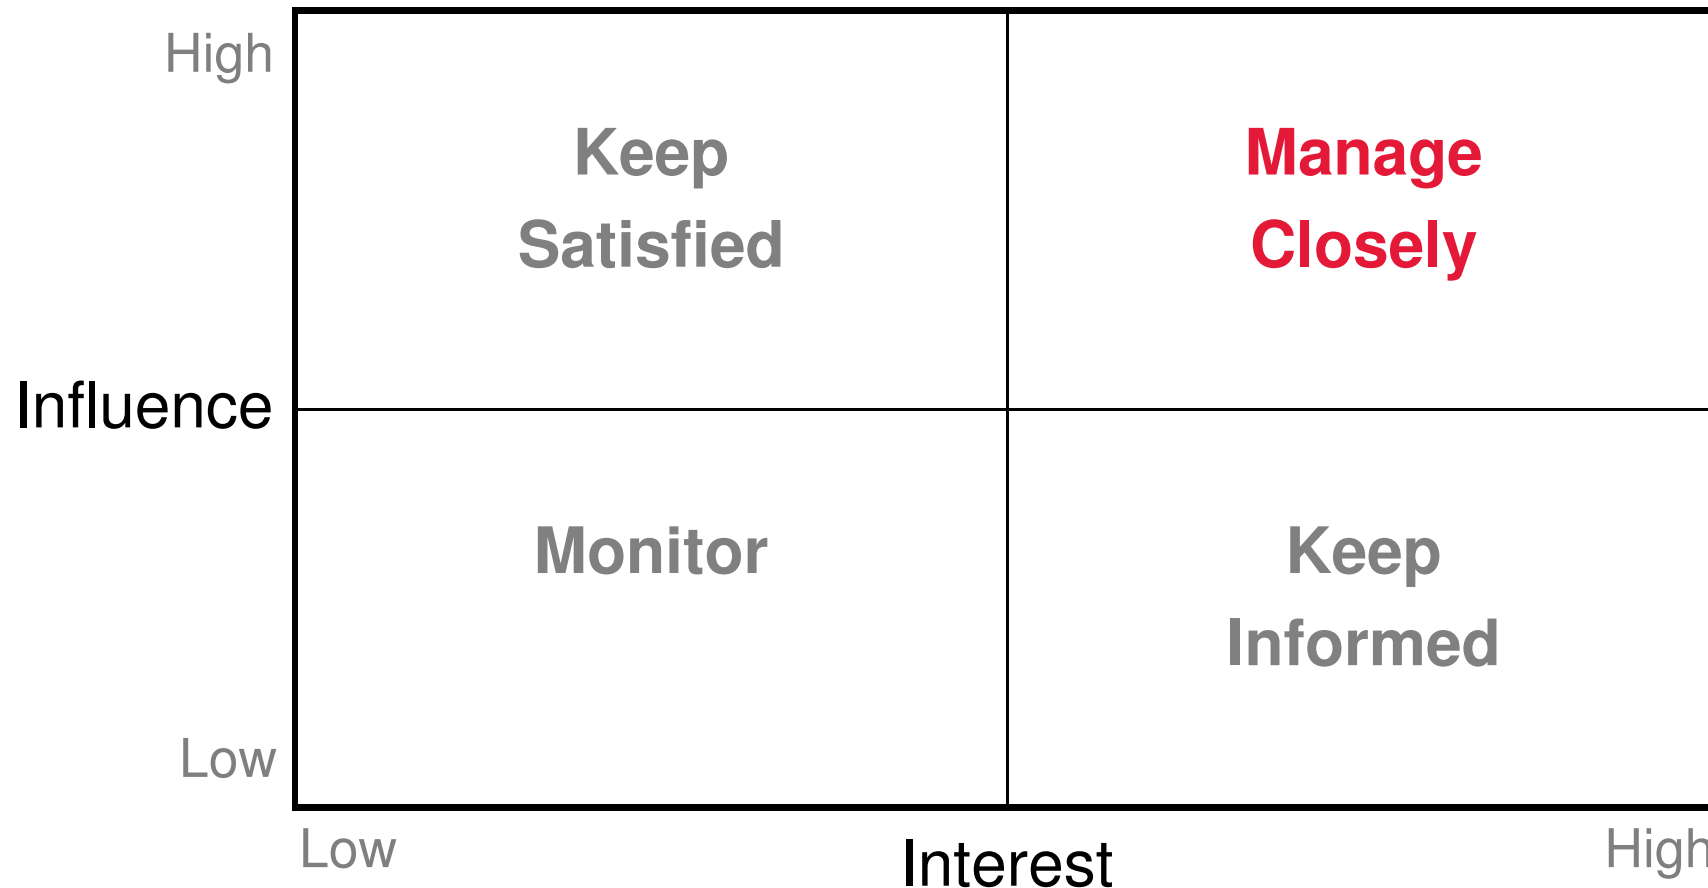 High
Keep
Satisfied
Manage
Closely
Influence
Monitor
Keep
Informed
Low
Low
Interest
High